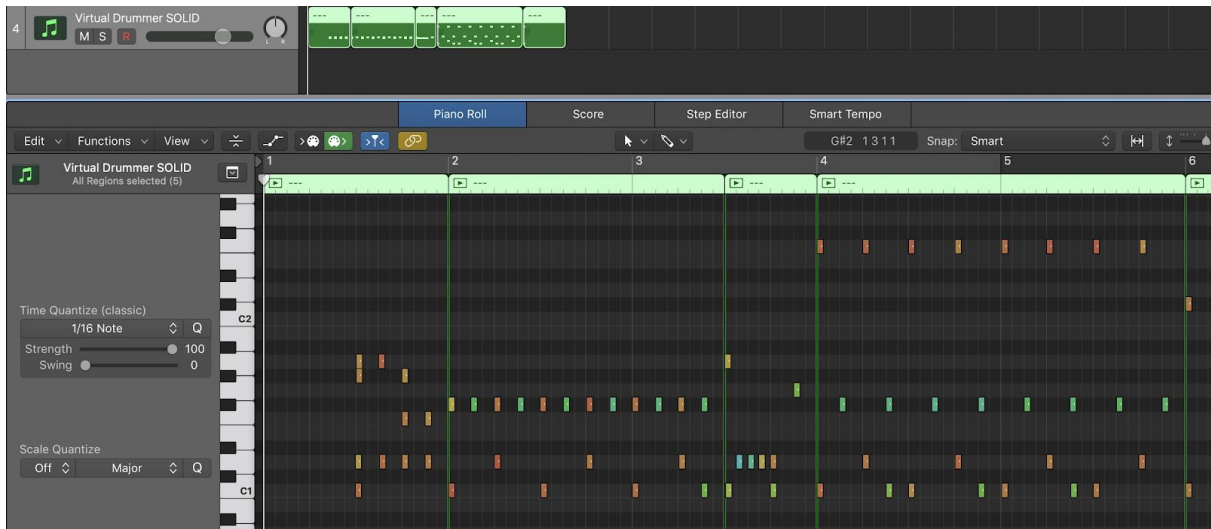 4
Virtual Drummer SOLID
M S R
L R
--- --- --- --- ---
Piano Roll Score Step Editor Smart Tempo
Edit Functions View G#2 1 3 1 1 Snap: Smart
1 2 3 4 5 6
Virtual Drummer SOLID
All Regions selected (5)
--- --- --- --- ---
Time Quantize (classic)
1/16 Note Q
Strength 100
Swing 0
C2
Scale Quantize
Off Major Q
C1